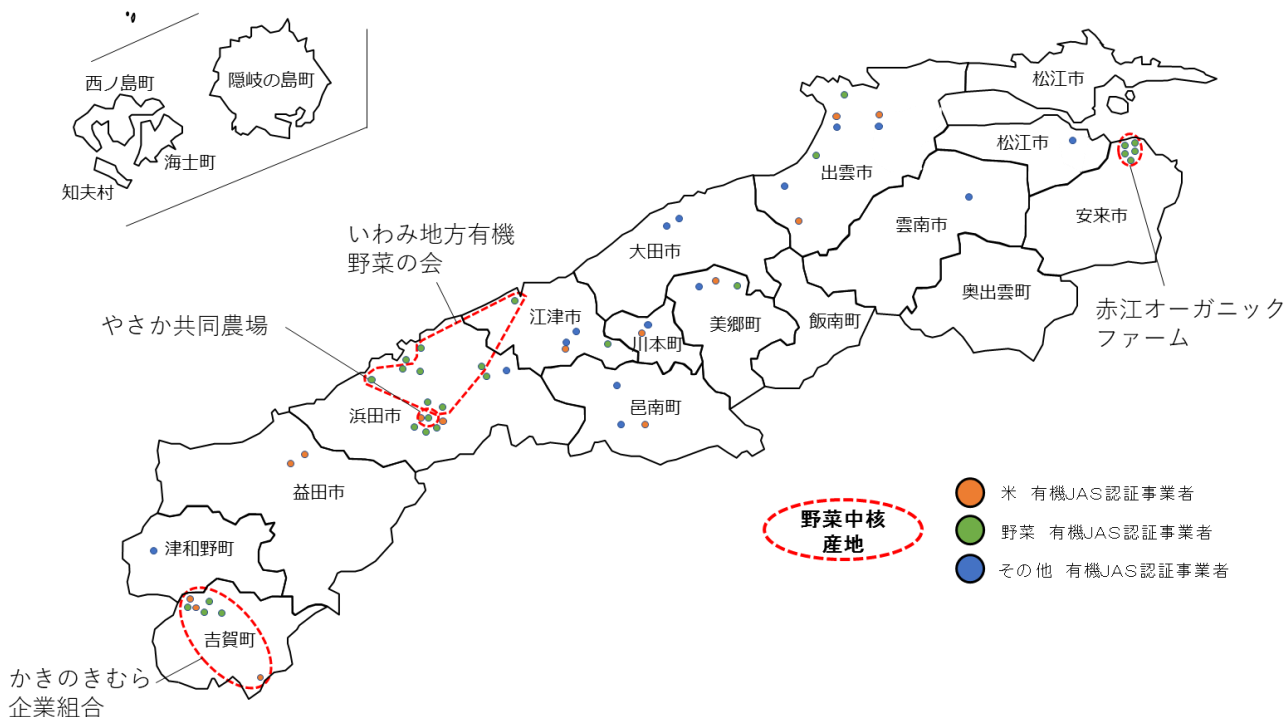 西ノ島町
隠岐の島町
海士町
知夫村
松江市
松江市
出雲市
安来市
雲南市
大田市
奥出雲町
いわみ地方有機
野菜の会
赤江オーガニック
ファーム
江津市
美郷町
飯南町
やさか共同農場
川本町
浜田市
邑南町
益田市
津和野町
吉賀町
かきのきむら
企業組合
野菜中核
産地
米 有機JAS認証事業者
野菜 有機JAS認証事業者
その他 有機JAS認証事業者